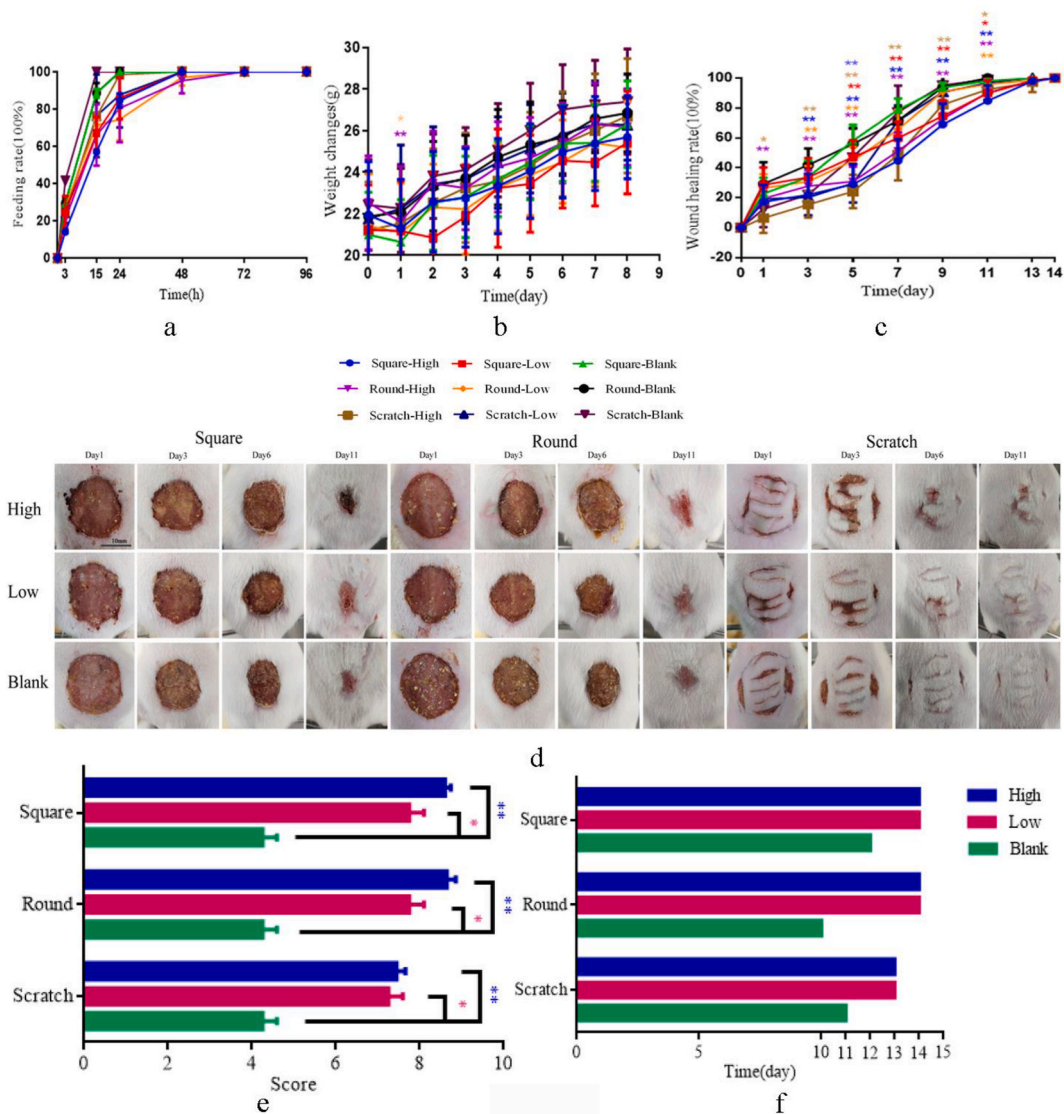 Feeding rate(100%)
100
80
60
40
20
0
3 15 24 48 72 96
Time(h)
a
Weight changes(g)
30
28
26
24
22
20
*
**
0 1 2 3 4 5 6 7 8 9
Time(day)
b
Wound healing rate(100%)
100
80
60
40
20
0
-20
0 1 3 5 7 9 11 13 14
Time(day)
c
Square-High Square-Low Square-Blank
Round-High Round-Low Round-Blank
Scratch-High Scratch-Low Scratch-Blank
Square Round Scratch
Day1 Day3 Day6 Day11 Day1 Day3 Day6 Day11 Day1 Day3 Day6 Day11
High
10mm
Low
Blank
d
Square
Round
Scratch
**
*
**
*
**
*
0 2 4 6 8 10
Score
e
Square
Round
Scratch
0 5 10 11 12 13 14 15
Time(day)
f
High
Low
Blank